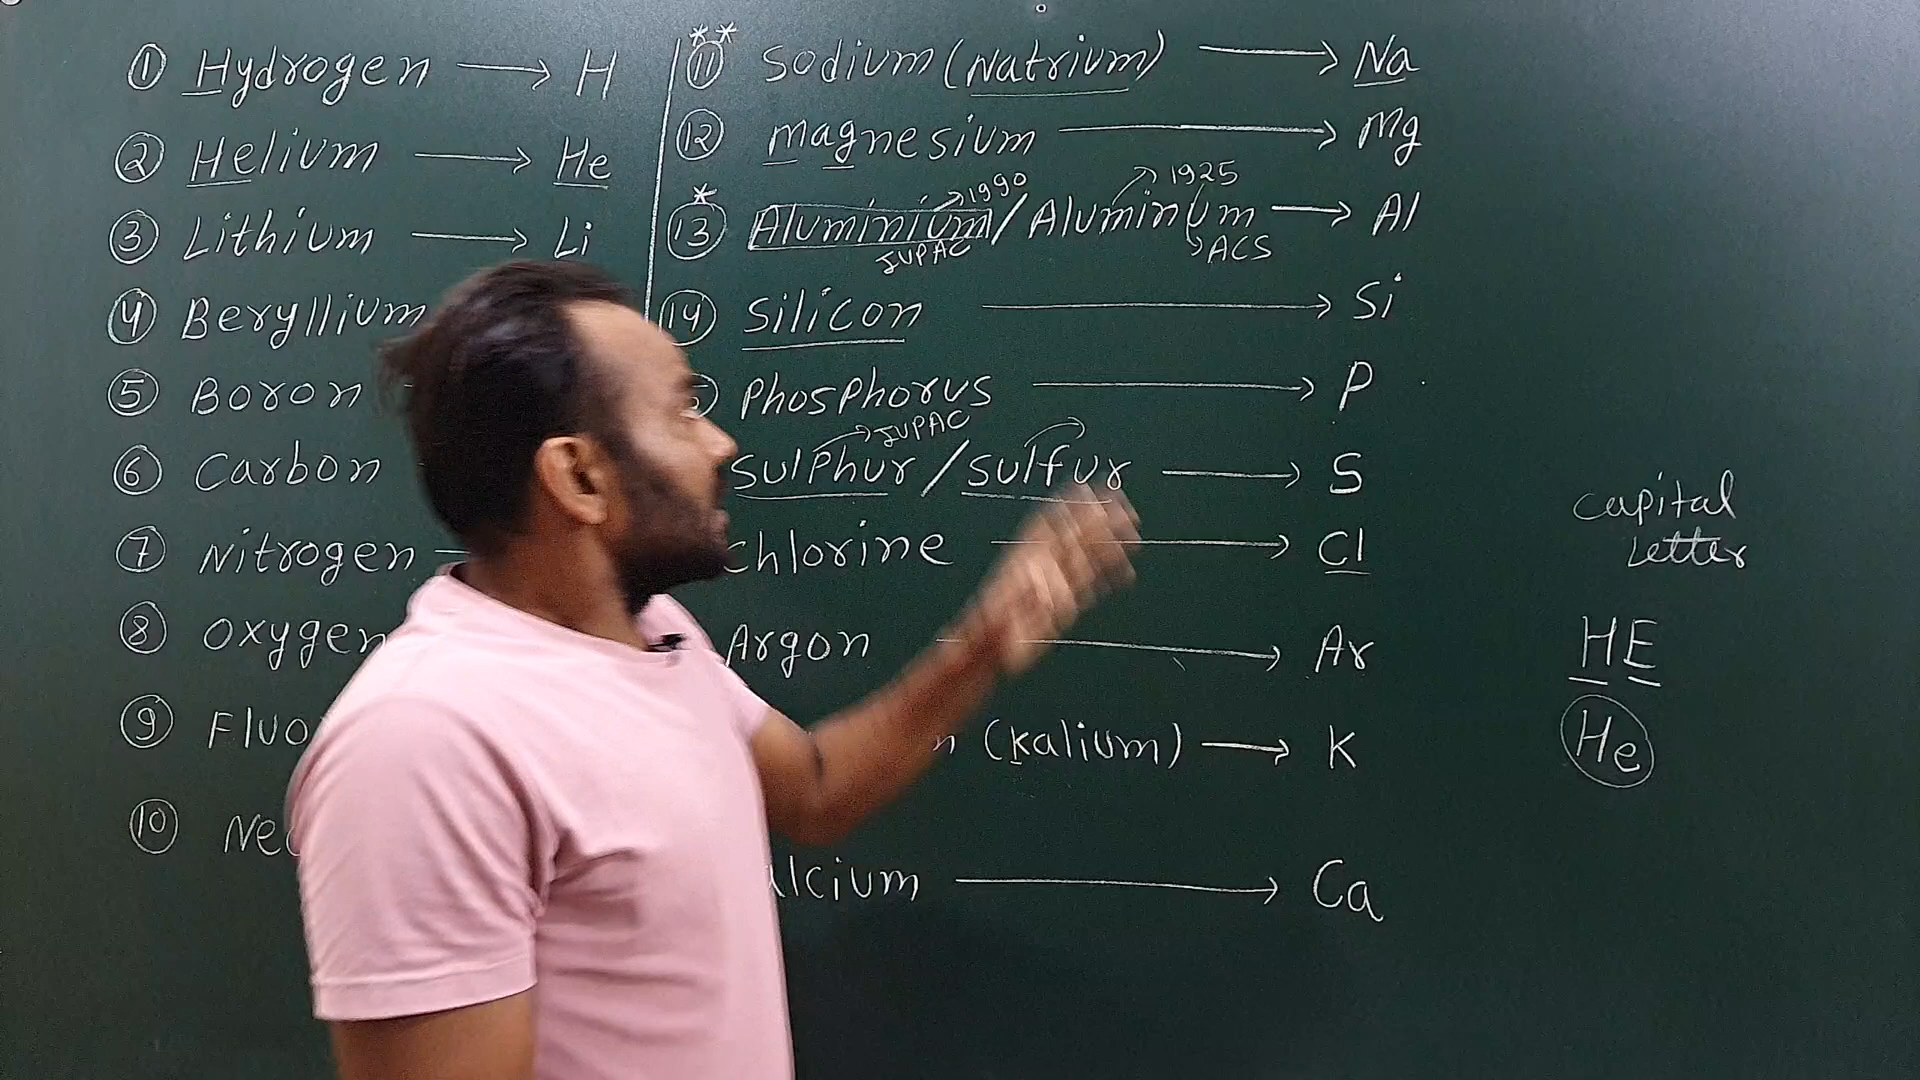 ① Hydrogen → H
② Helium → He
③ Lithium → Li
④ Beryllium
⑤ Boron
⑥ Carbon
⑦ Nitrogen
⑧ Oxygen
⑨ Fluo
⑩ Ne
** ⑪ Sodium (Natrium) → Na
⑫ Magnesium → Mg
* ⑬ Aluminium / Aluminum → Al
1990
1925
IUPAC
ACS
⑭ Silicon → Si
Phosphorus → P
IUPAC
Sulphur / Sulfur → S
Chlorine → Cl
Argon → Ar
(Kalium) → K
alcium → Ca
capital
letter
HE
He